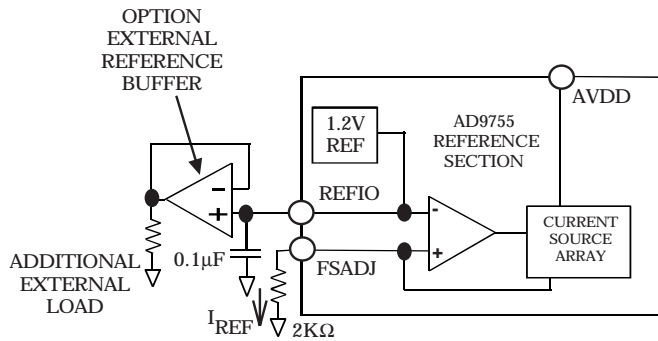 OPTION
EXTERNAL
REFERENCE
BUFFER
AVDD
1.2V
REF
AD9755
REFERENCE
SECTION
REFIO
-
+
-
+
CURRENT
SOURCE
ARRAY
0.1µF
FSADJ
ADDITIONAL
EXTERNAL
LOAD
IREF
2KΩ